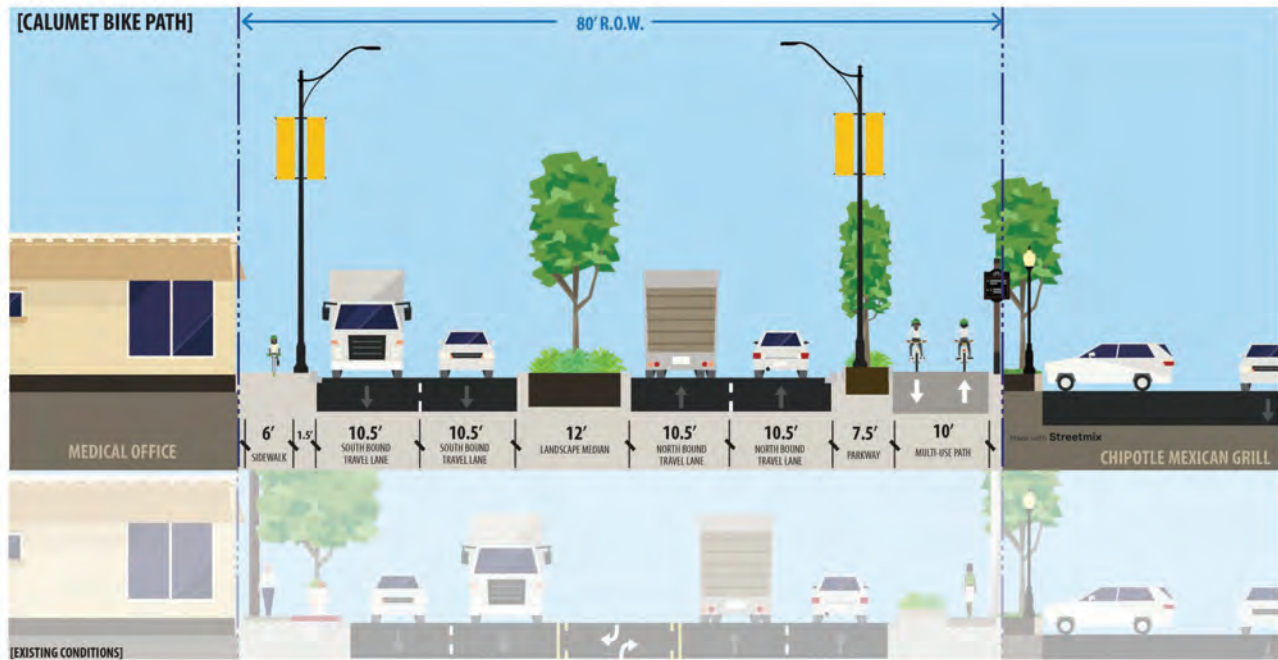 [CALUMET BIKE PATH]
80' R.O.W.
6'
SIDEWALK
1.5'
10.5'
SOUTH BOUND
TRAVEL LANE
10.5'
SOUTH BOUND
TRAVEL LANE
12'
LANDSCAPE MEDIAN
10.5'
NORTH BOUND
TRAVEL LANE
10.5'
NORTH BOUND
TRAVEL LANE
7.5'
PARKWAY
10'
MULTI-USE PATH
MEDICAL OFFICE
Made with Streetmix
CHIPOTLE MEXICAN GRILL
[EXISTING CONDITIONS]